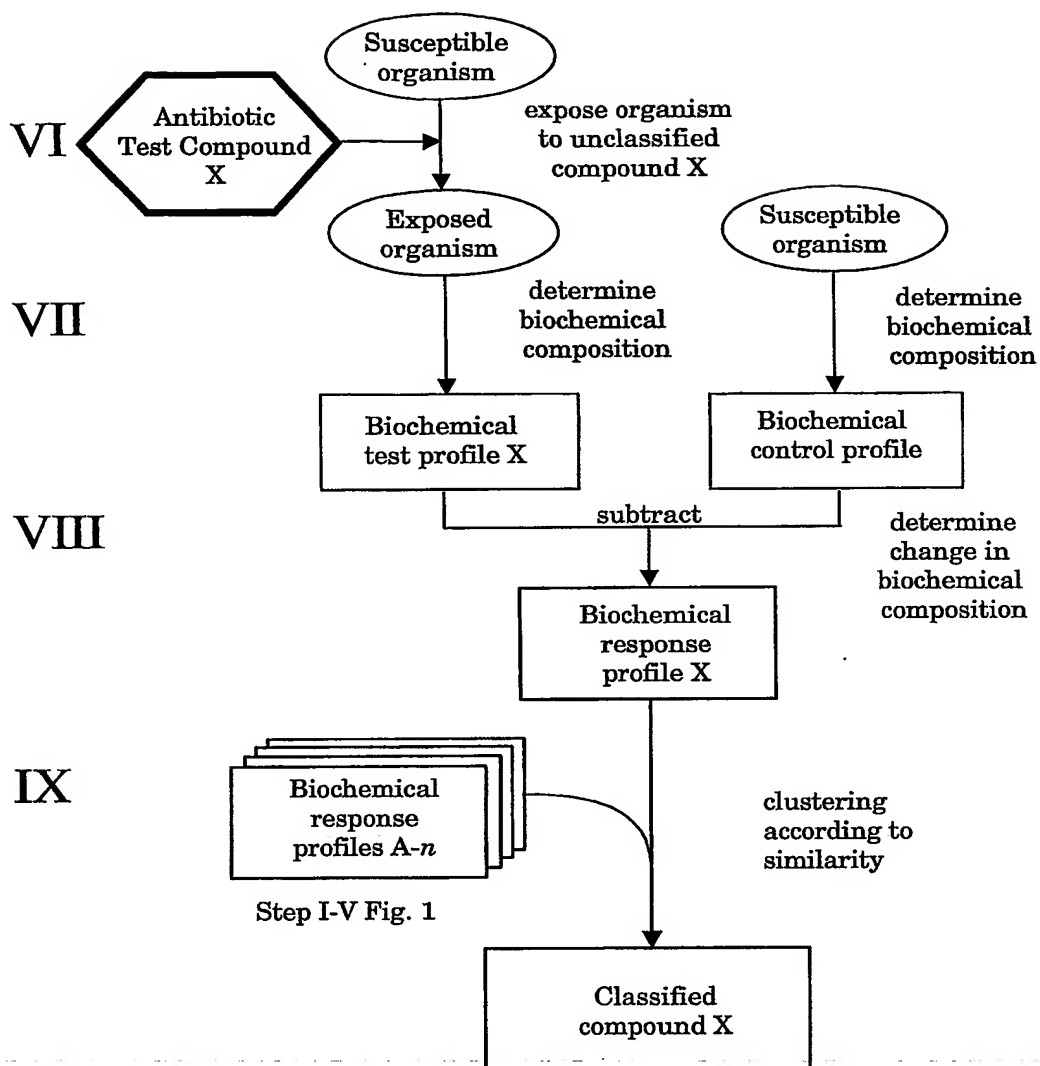 Susceptible
organism
VI
Antibiotic
Test Compound
X
expose organism
to unclassified
compound X
Exposed
organism
Susceptible
organism
VII
determine
biochemical
composition
determine
biochemical
composition
Biochemical
test profile X
Biochemical
control profile
VIII
subtract
determine
change in
biochemical
composition
Biochemical
response
profile X
IX
Biochemical
response
profiles A-n
clustering
according to
similarity
Step I-V Fig. 1
Classified
compound X